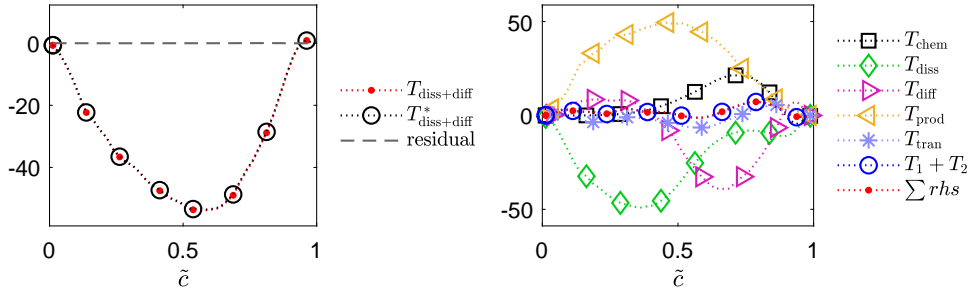 0
-20
-40
0 0.5 1
c̃
T_diss+diff
T*_diss+diff
residual
50
0
-50
0 0.5 1
c̃
T_chem
T_diss
T_diff
T_prod
T_tran
T_1 + T_2
∑ rhs